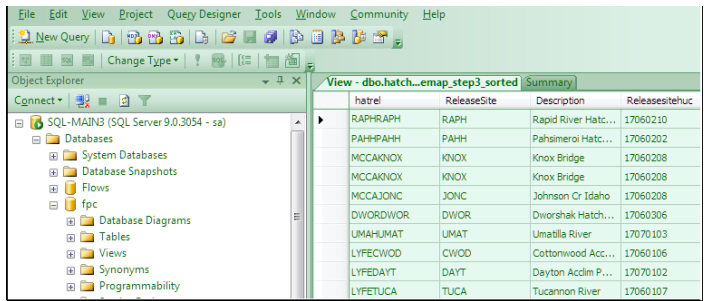 File Edit View Project Query Designer Tools Window Community Help
New Query
Change Type
Object Explorer
Connect
SQL-MAIN3 (SQL Server 9.0.3054 - sa)
Databases
System Databases
Database Snapshots
Flows
fpc
Database Diagrams
Tables
Views
Synonyms
Programmability
View - dbo.hatch...emap_step3_sorted Summary
hatrel ReleaseSite Description Releasesitehuc
RAPHRAPH RAPH Rapid River Hatc... 17060210
PAHHPAHH PAHH Pahsimeroi Hatc... 17060202
MCCAKNOX KNOX Knox Bridge 17060208
MCCAKNOX KNOX Knox Bridge 17060208
MCCAJONC JONC Johnson Cr Idaho 17060208
DWORDWOR DWOR Dworshak Hatch... 17060306
UMAHUMAT UMAT Umatilla River 17070103
LYFECWOD CWOD Cottonwood Acc... 17060106
LYFEDAYT DAYT Dayton Acclim P... 17070102
LYFETUCA TUCA Tucannon River 17060107